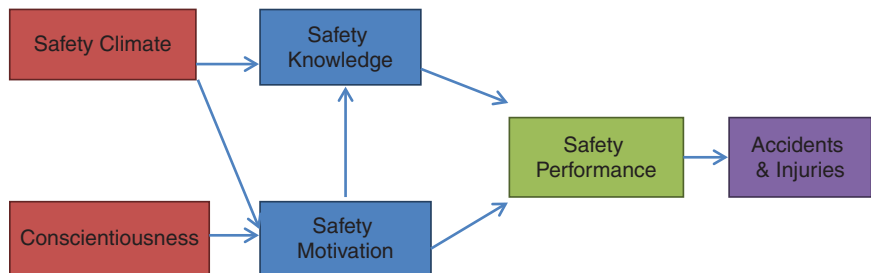 Safety Climate
Safety
Knowledge
Safety
Performance
Accidents
& Injuries
Conscientiousness
Safety
Motivation